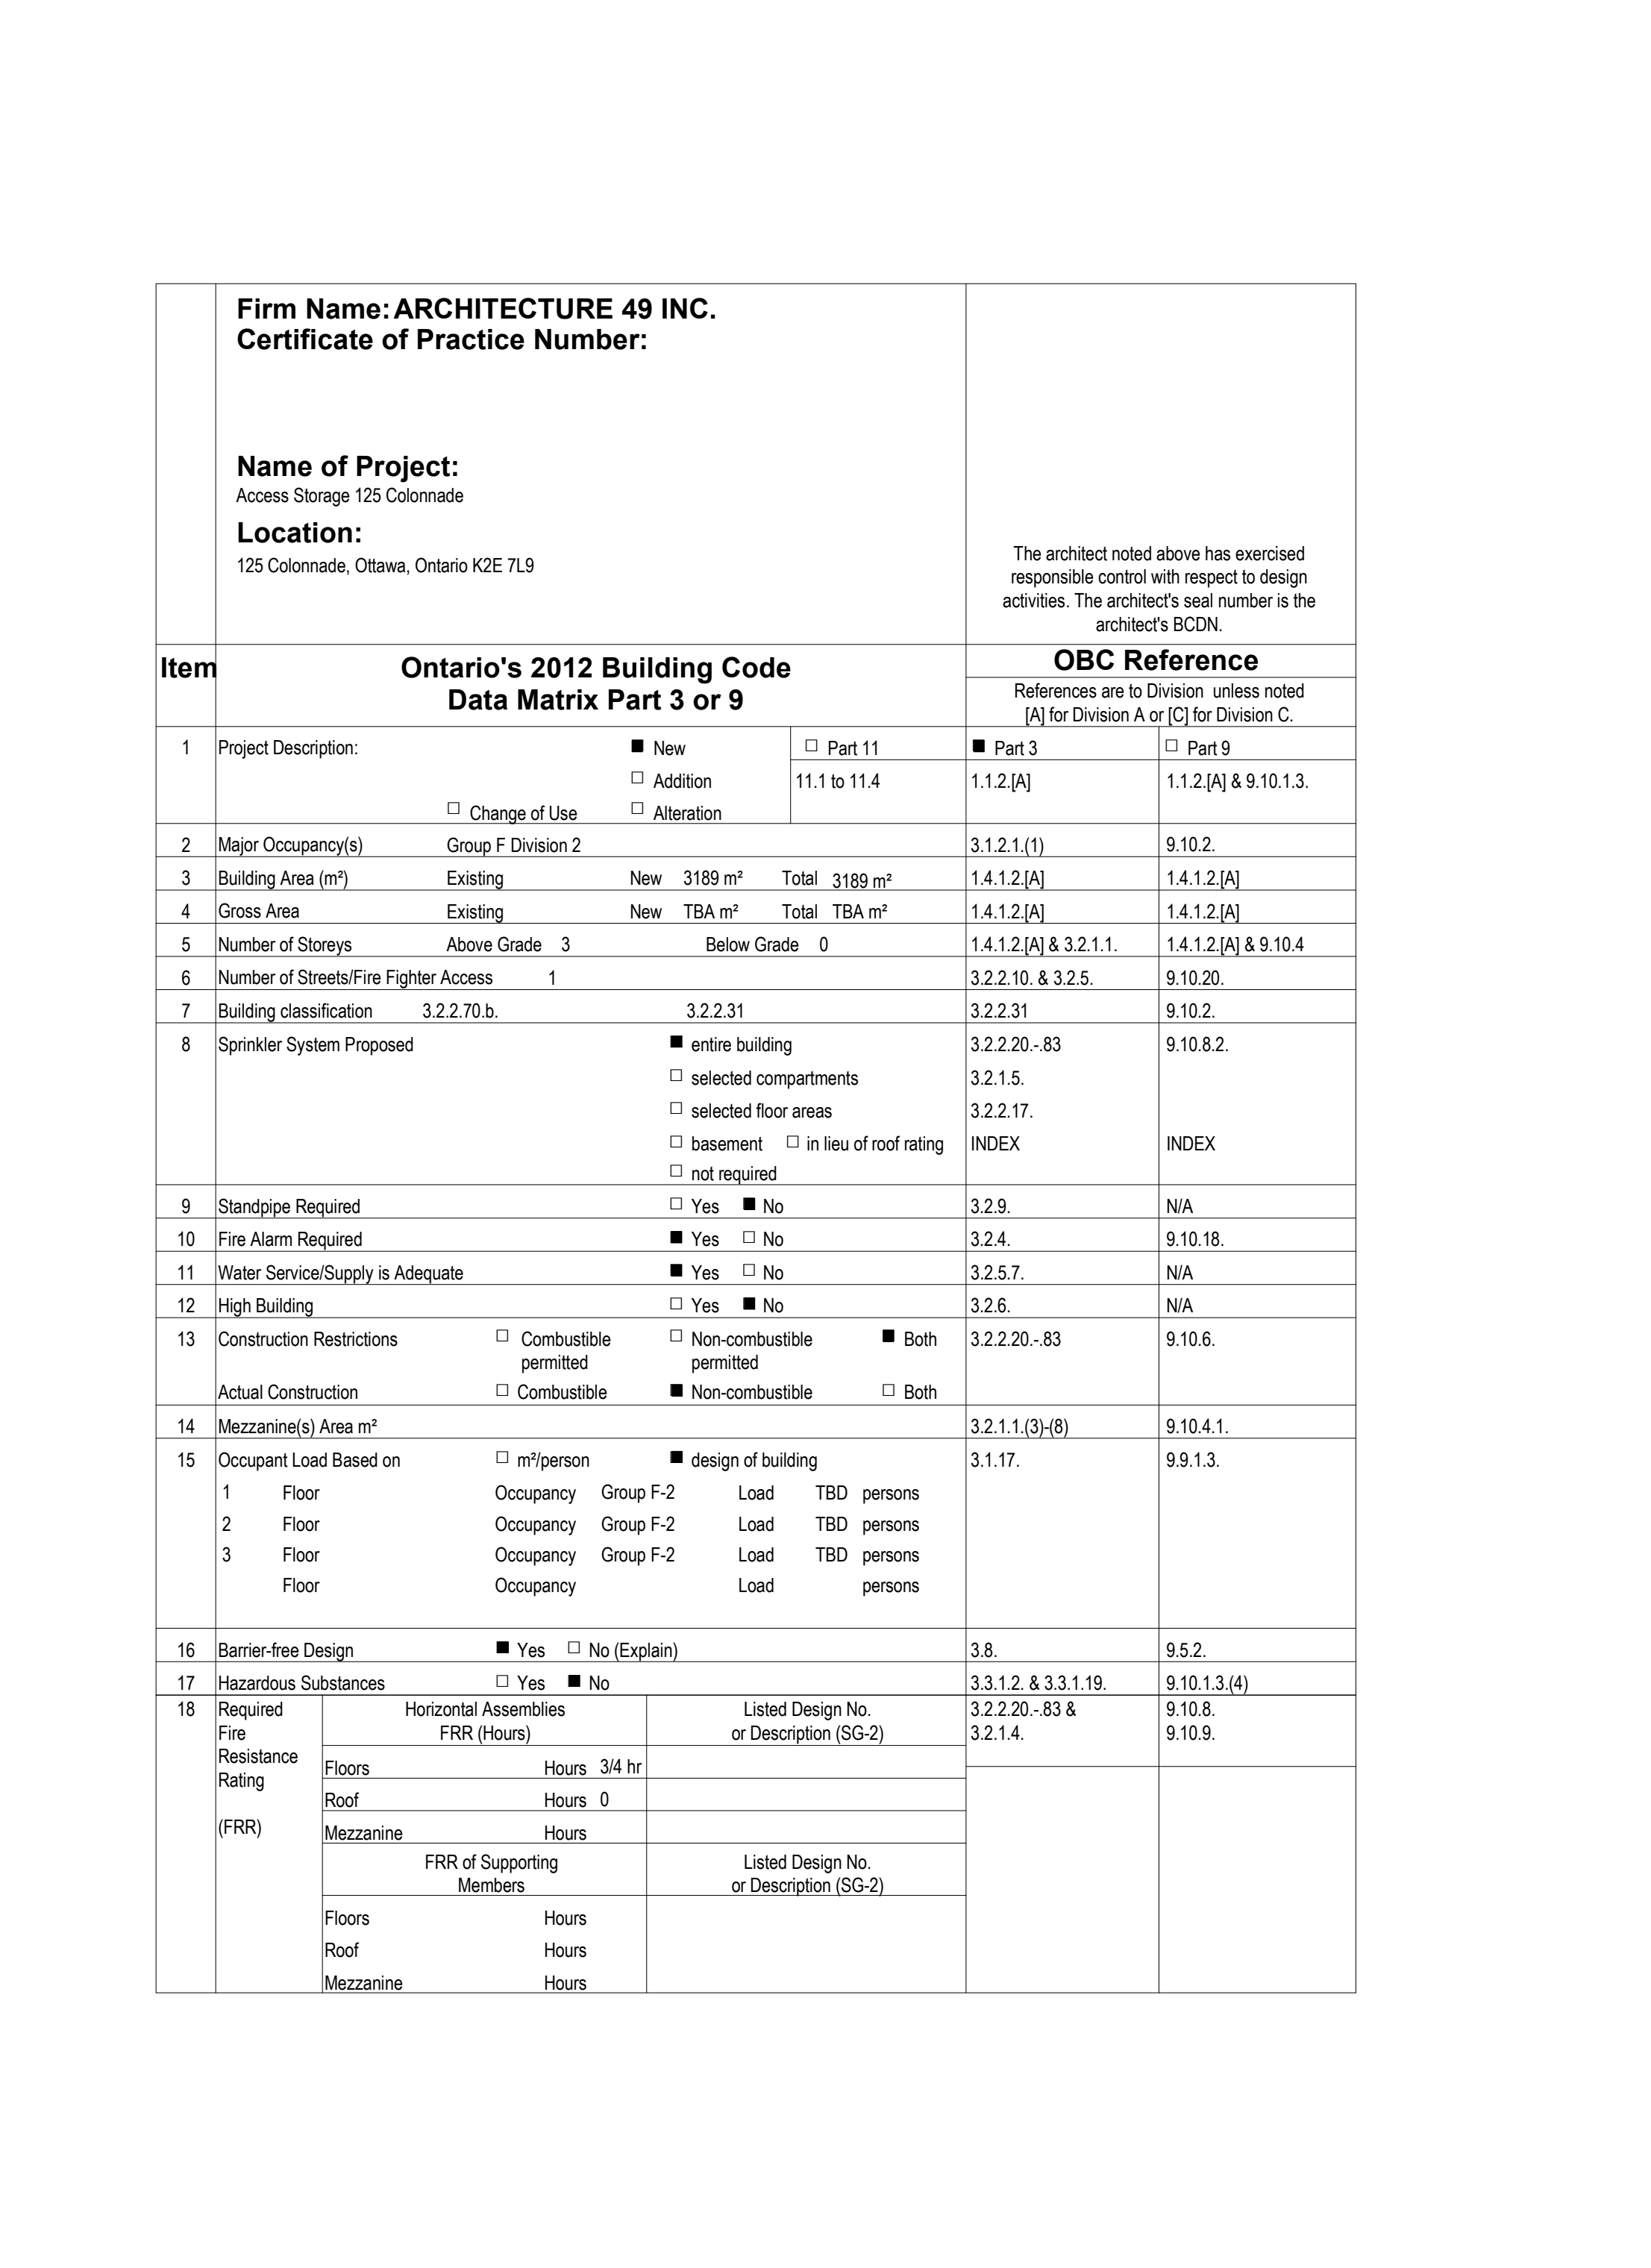 Firm Name: ARCHITECTURE 49 INC.
Certificate of Practice Number:
Name of Project:
Access Storage 125 Colonnade
Location:
125 Colonnade, Ottawa, Ontario K2E 7L9
The architect noted above has exercised
responsible control with respect to design
activities. The architect's seal number is the
architect's BCDN.
Item Ontario's 2012 Building Code
Data Matrix Part 3 or 9
OBC Reference
References are to Division unless noted
[A] for Division A or [C] for Division C.
1 Project Description: ■ New □ Part 11 ■ Part 3 □ Part 9
□ Addition 11.1 to 11.4 1.1.2.[A] 1.1.2.[A] & 9.10.1.3.
□ Change of Use □ Alteration
2 Major Occupancy(s) Group F Division 2 3.1.2.1.(1) 9.10.2.
3 Building Area (m²) Existing New 3189 m² Total 3189 m² 1.4.1.2.[A] 1.4.1.2.[A]
4 Gross Area Existing New TBA m² Total TBA m² 1.4.1.2.[A] 1.4.1.2.[A]
5 Number of Storeys Above Grade 3 Below Grade 0 1.4.1.2.[A] & 3.2.1.1. 1.4.1.2.[A] & 9.10.4
6 Number of Streets/Fire Fighter Access 1 3.2.2.10. & 3.2.5. 9.10.20.
7 Building classification 3.2.2.70.b. 3.2.2.31 3.2.2.31 9.10.2.
8 Sprinkler System Proposed ■ entire building 3.2.2.20.-.83 9.10.8.2.
□ selected compartments 3.2.1.5.
□ selected floor areas 3.2.2.17.
□ basement □ in lieu of roof rating INDEX INDEX
□ not required
9 Standpipe Required □ Yes ■ No 3.2.9. N/A
10 Fire Alarm Required ■ Yes □ No 3.2.4. 9.10.18.
11 Water Service/Supply is Adequate ■ Yes □ No 3.2.5.7. N/A
12 High Building □ Yes ■ No 3.2.6. N/A
13 Construction Restrictions □ Combustible □ Non-combustible ■ Both 3.2.2.20.-.83 9.10.6.
permitted permitted
Actual Construction □ Combustible ■ Non-combustible □ Both
14 Mezzanine(s) Area m² 3.2.1.1.(3)-(8) 9.10.4.1.
15 Occupant Load Based on □ m²/person ■ design of building 3.1.17. 9.9.1.3.
1 Floor Occupancy Group F-2 Load TBD persons
2 Floor Occupancy Group F-2 Load TBD persons
3 Floor Occupancy Group F-2 Load TBD persons
Floor Occupancy Load persons
16 Barrier-free Design ■ Yes □ No (Explain) 3.8. 9.5.2.
17 Hazardous Substances □ Yes ■ No 3.3.1.2. & 3.3.1.19. 9.10.1.3.(4)
18 Required Horizontal Assemblies Listed Design No. 3.2.2.20.-.83 & 9.10.8.
Fire FRR (Hours) or Description (SG-2) 3.2.1.4. 9.10.9.
Resistance
Floors Hours 3/4 hr
Rating
Roof Hours 0
(FRR)
Mezzanine Hours
FRR of Supporting Listed Design No.
Members or Description (SG-2)
Floors Hours
Roof Hours
Mezzanine Hours